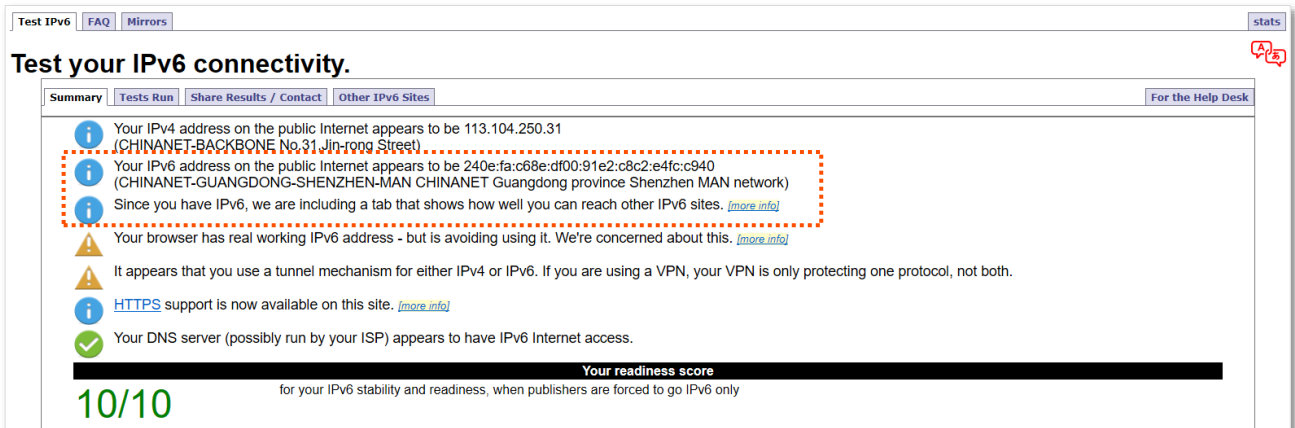 Test IPv6 FAQ Mirrors stats
Test your IPv6 connectivity.
Summary Tests Run Share Results / Contact Other IPv6 Sites For the Help Desk
Your IPv4 address on the public Internet appears to be 113.104.250.31
(CHINANET-BACKBONE No.31,Jin-rong Street)
Your IPv6 address on the public Internet appears to be 240e:fa:c68e:df00:91e2:c8c2:e4fc:c940
(CHINANET-GUANGDONG-SHENZHEN-MAN CHINANET Guangdong province Shenzhen MAN network)
Since you have IPv6, we are including a tab that shows how well you can reach other IPv6 sites. [more info]
Your browser has real working IPv6 address - but is avoiding using it. We're concerned about this. [more info]
It appears that you use a tunnel mechanism for either IPv4 or IPv6. If you are using a VPN, your VPN is only protecting one protocol, not both.
HTTPS support is now available on this site. [more info]
Your DNS server (possibly run by your ISP) appears to have IPv6 Internet access.
Your readiness score
10/10 for your IPv6 stability and readiness, when publishers are forced to go IPv6 only